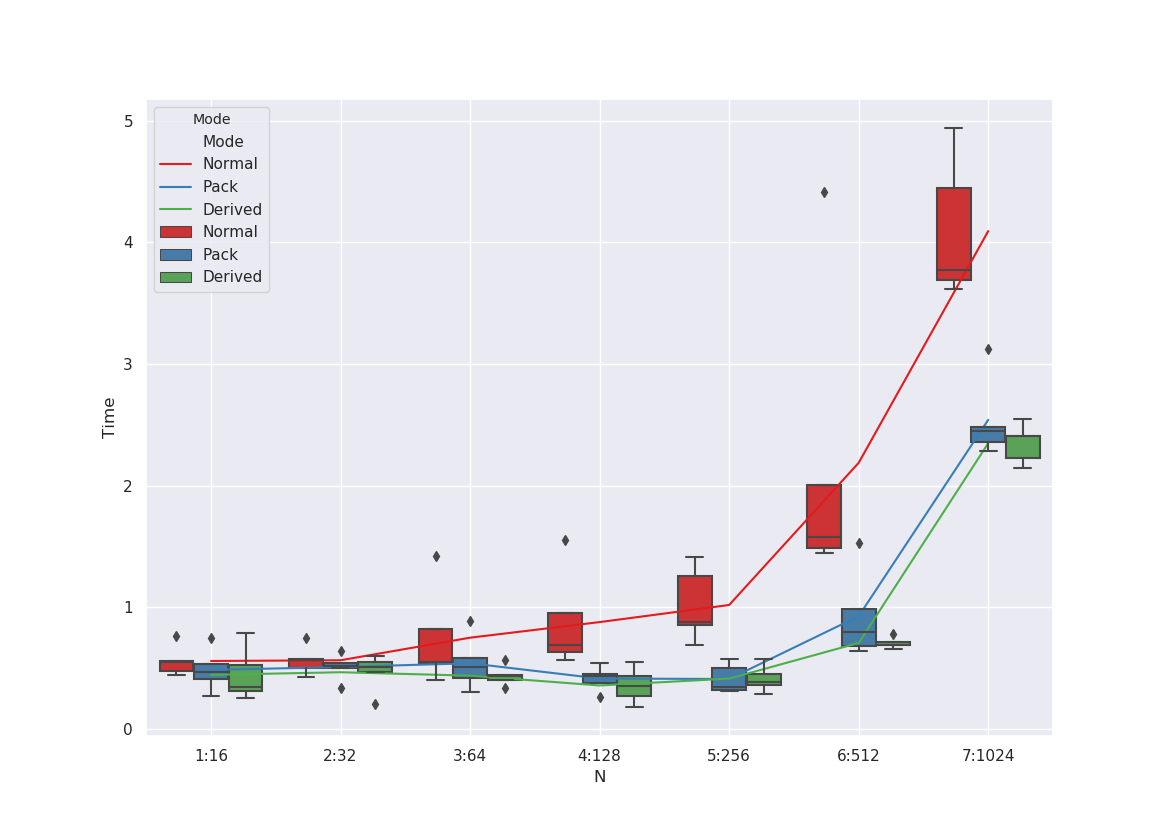 Mode
Mode
Normal
Pack
Derived
Normal
Pack
Derived
5
4
3
2
1
0
Time
1:16 2:32 3:64 4:128 5:256 6:512 7:1024
N